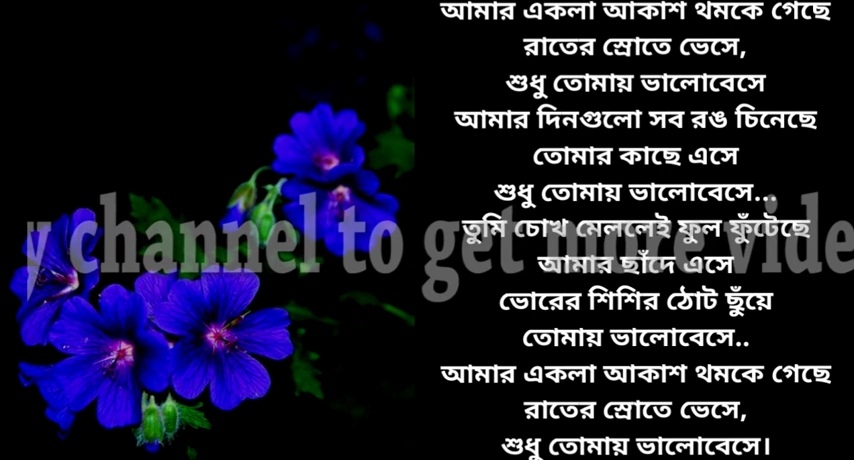 আমার একলা আকাশ থমকে গেছে
রাতের স্রোতে ভেসে,
শুধু তোমায় ভালোবেসে
আমার দিনগুলো সব রঙ চিনেছে
তোমার কাছে এসে
শুধু তোমায় ভালোবেসে...
তুমি চোখ মেললেই ফুল ফুঁটেছে
আমার ছাঁদে এসে
ভোরের শিশির ঠোট ছুঁয়ে
তোমায় ভালোবেসে..
আমার একলা আকাশ থমকে গেছে
রাতের স্রোতে ভেসে,
শুধু তোমায় ভালোবেসে।
y channel to get more vide